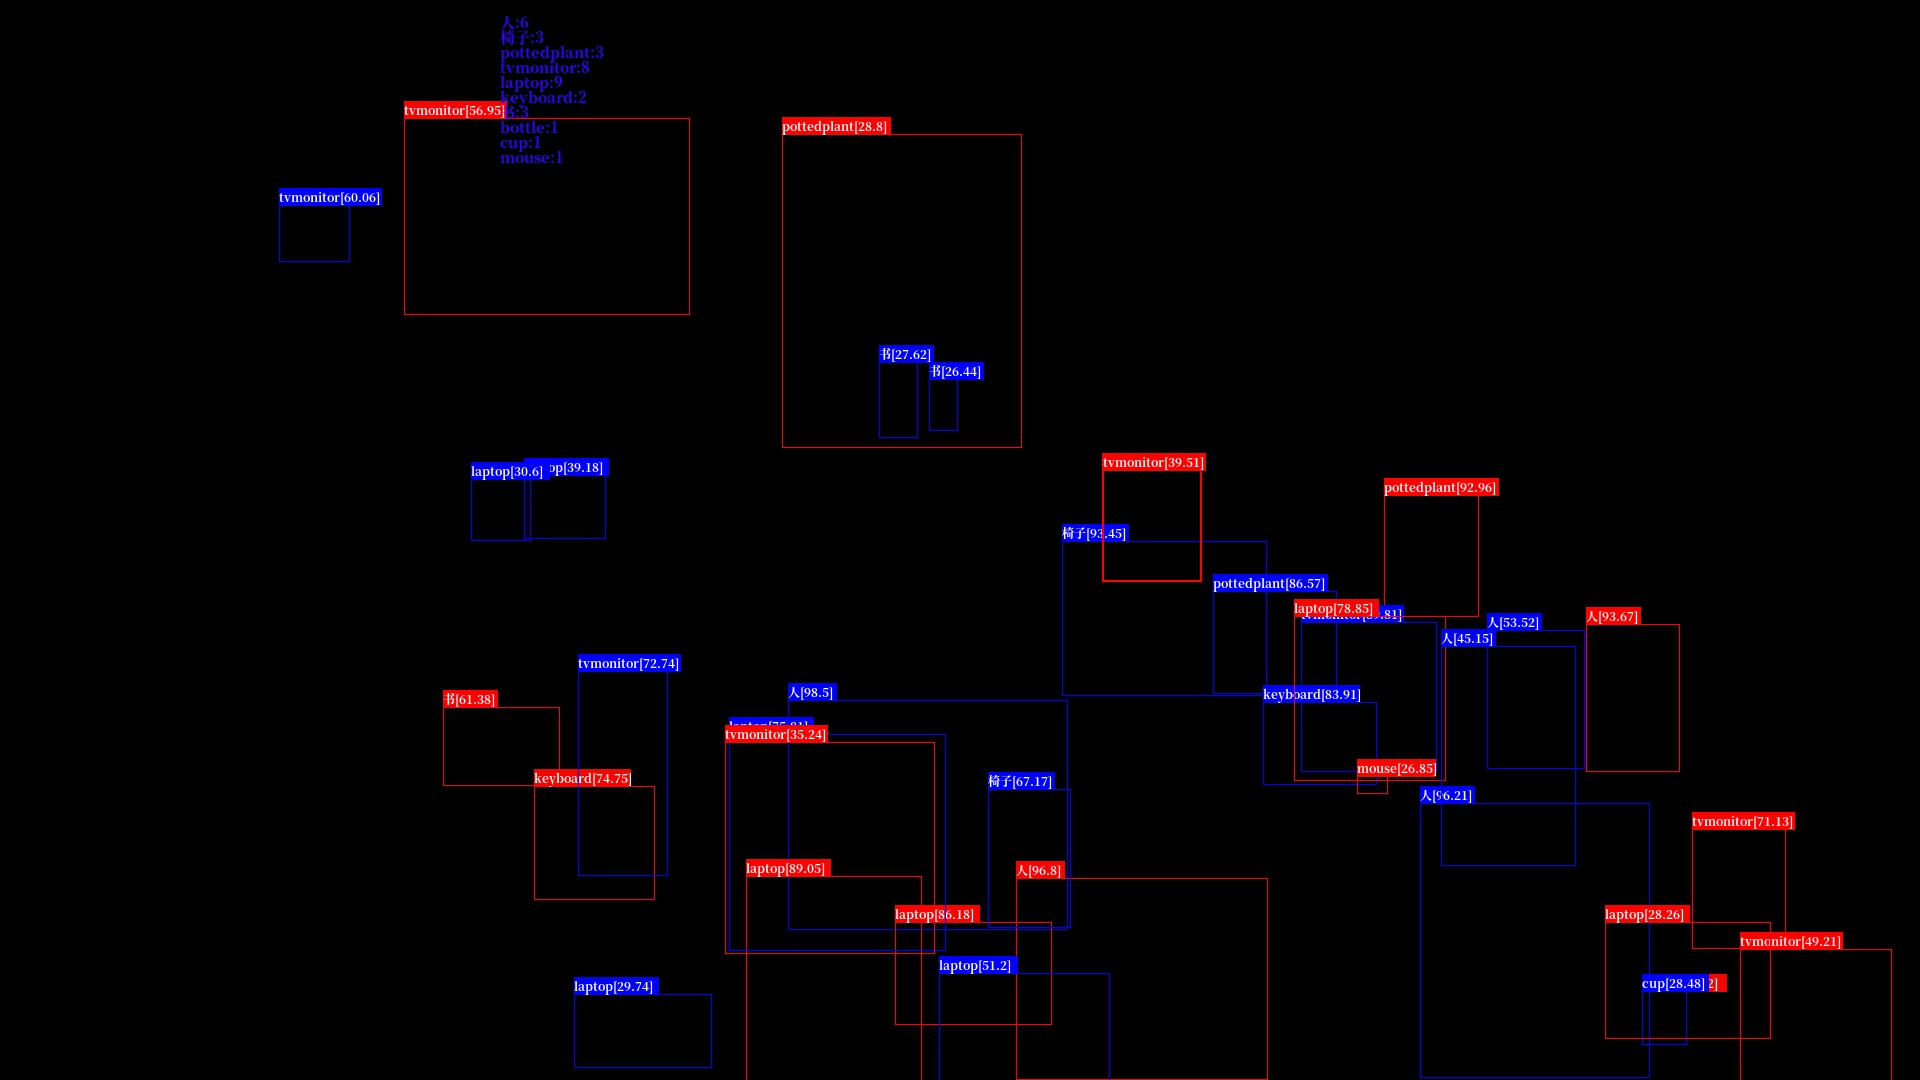 人:6
椅子:3
pottedplant:3
tvmonitor:8
laptop:9
keyboard:2
书:3
bottle:1
cup:1
mouse:1
tvmonitor[56.95]
pottedplant[28.8]
tvmonitor[60.06]
书[27.62]
书[26.44]
laptop[30.6]
op[39.18]
tvmonitor[39.51]
pottedplant[92.96]
椅子[93.45]
pottedplant[86.57]
laptop[78.85]
人[53.52]
人[93.67]
人[45.15]
tvmonitor[72.74]
书[61.38]
人[98.5]
keyboard[83.91]
tvmonitor[35.24]
mouse[26.85]
keyboard[74.75]
椅子[67.17]
人[96.21]
tvmonitor[71.13]
laptop[89.05]
人[96.8]
laptop[86.18]
laptop[28.26]
tvmonitor[49.21]
laptop[51.2]
cup[28.48]
2]
laptop[29.74]